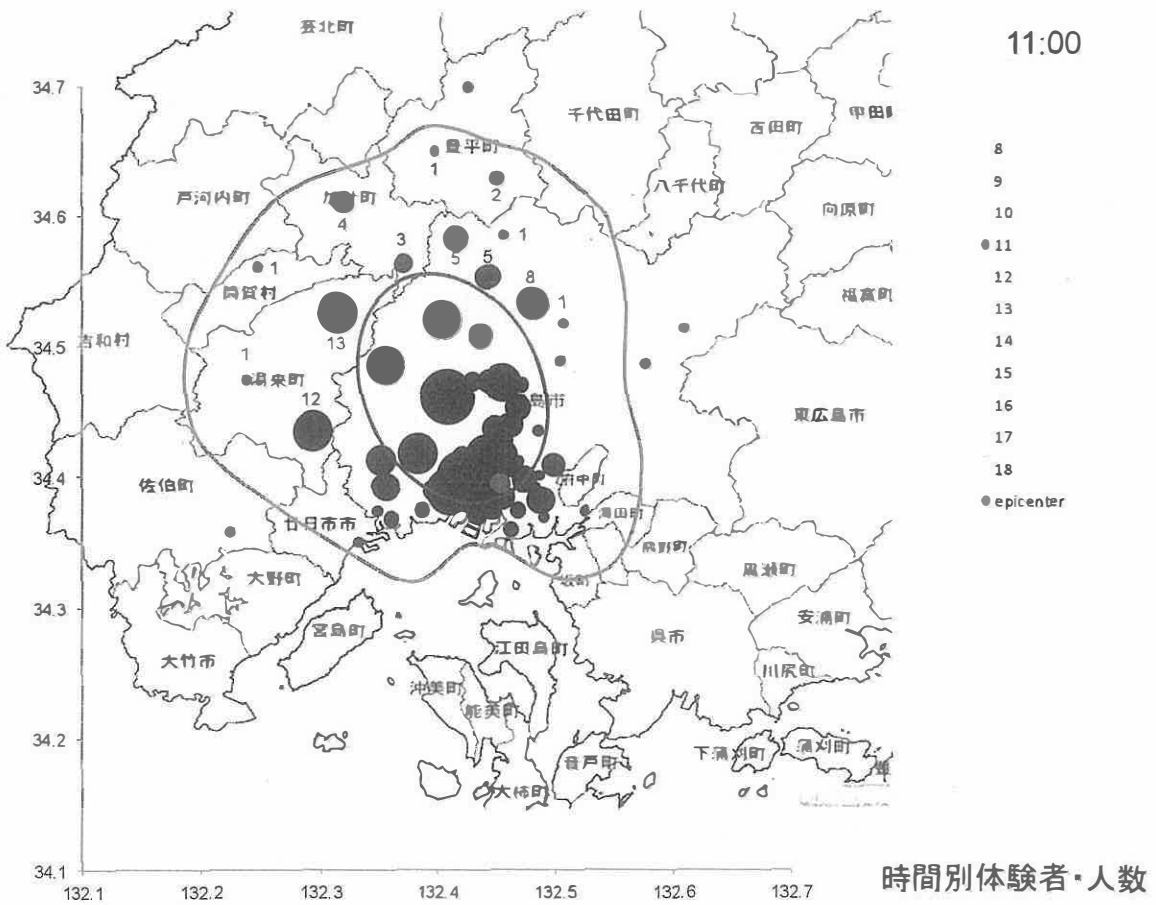 11:00
芸北町
34.7
千代田町
吉田町
甲田町
豊平町
1
8
9
10
11
12
13
14
15
16
17
18
epicenter
八千代町
2
戸河内町
向原町
34.6
4
3
5
5
1
8
1
筒賀村
1
福富町
13
34.5
吉和村
1
湯来町
12
島市
東広島市
34.4
佐伯町
府中町
海田町
廿日市市
熊野町
黒瀬町
大野町
坂町
34.3
宮島町
安浦町
江田島町
呉市
大竹市
川尻町
沖美町
能美町
34.2
下蒲刈町
蒲刈町
音戸町
大柿町
34.1
132.1
132.2
132.3
132.4
132.5
132.6
132.7
時間別体験者・人数